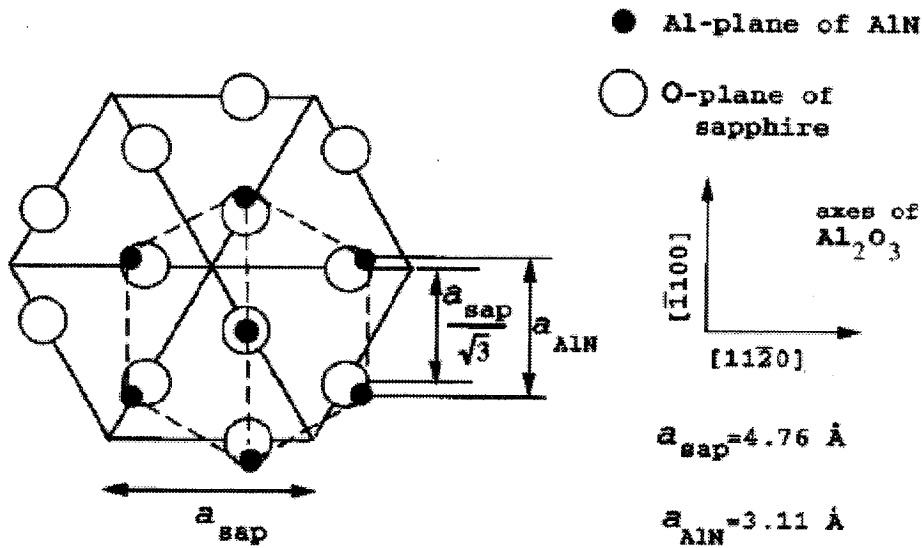 Al-plane of AlN
O-plane of
sapphire
axes of
Al₂O₃
[1̄100]
[112̄0]
a_sap
√3
a_AlN
a_sap=4.76 Å
a_sap
a_AlN=3.11 Å